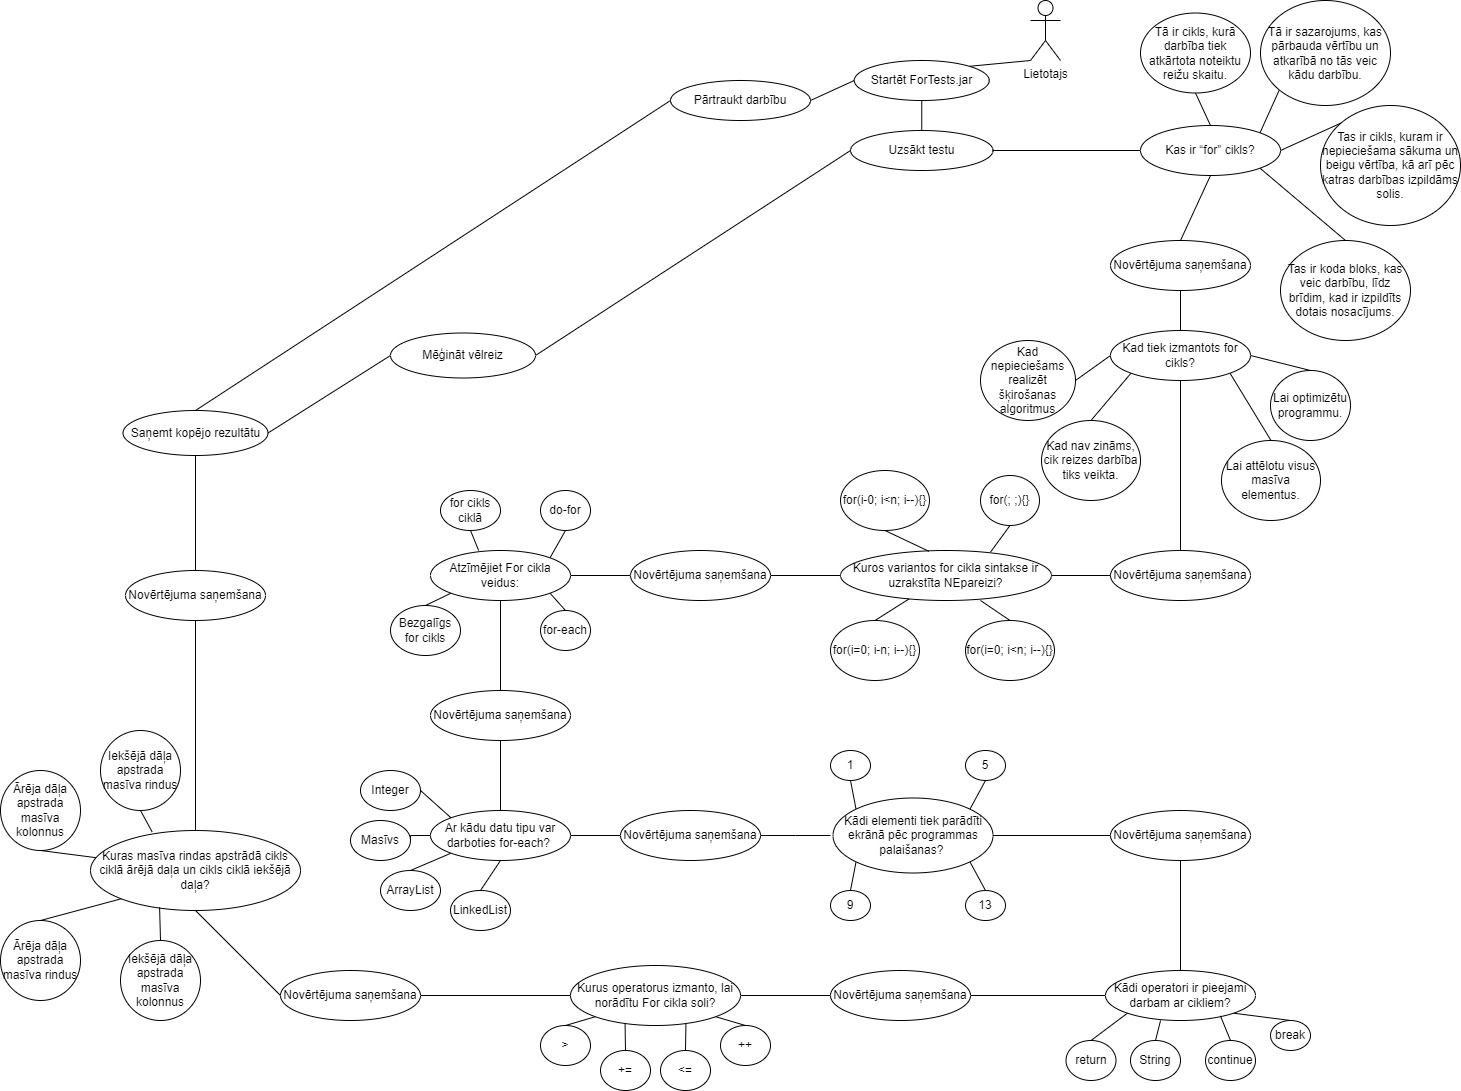 Lietotajs
Startēt ForTests.jar
Pārtraukt darbību
Uzsākt testu
Tā ir cikls, kurā
darbība tiek
atkārtota noteiktu
reižu skaitu.
Tā ir sazarojums, kas
pārbauda vērtību un
atkarībā no tās veic
kādu darbību.
Kas ir “for” cikls?
Tas ir cikls, kuram ir
nepieciešama sākuma un
beigu vērtība, kā arī pēc
katras darbības izpildāms
solis.
Novērtējuma saņemšana
Tas ir koda bloks, kas
veic darbību, līdz
brīdim, kad ir izpildīts
dotais nosacījums.
Mēģināt vēlreiz
Kad tiek izmantots for
cikls?
Kad
nepieciešams
realizēt
šķirošanas
aļgoritmus
Lai optimizētu
programmu.
Kad nav zināms,
cik reizes darbība
tiks veikta.
Lai attēlotu visus
masīva
elementus.
Saņemt kopējo rezultātu
for cikls
ciklā
do-for
for(i-0; i<n; i--){}
for(; ;){}
Atzīmējiet For cikla
veidus:
Novērtējuma saņemšana
Kuros variantos for cikla sintakse ir
uzrakstīta NEpareizi?
Novērtējuma saņemšana
Novērtējuma saņemšana
Bezgalīgs
for cikls
for-each
for(i=0; i-n; i--){}
for(i=0; i<n; i--){}
Novērtējuma saņemšana
Iekšējā dāļa
apstrada
masīva rindus
Ārēja dāļa
apstrada
masīva
kolonnus
Integer
Masīvs
ArrayList
LinkedList
Ar kādu datu tipu var
darboties for-each?
Novērtējuma saņemšana
1
5
Kādi elementi tiek parādīti
ekrānā pēc programmas
palaišanas?
9
13
Novērtējuma saņemšana
Kuras masīva rindas apstrādā cikls
ciklā ārējā daļa un cikls ciklā iekšējā
daļa?
Ārēja dāļa
apstrada
masīva rindus
Iekšējā dāļa
apstrada
masīva
kolonnus
Novērtējuma saņemšana
Kurus operatorus izmanto, lai
norādītu For cikla soli?
Novērtējuma saņemšana
Kādi operatori ir pieejami
darbam ar cikliem?
>
+=
<=
++
return
String
continue
break